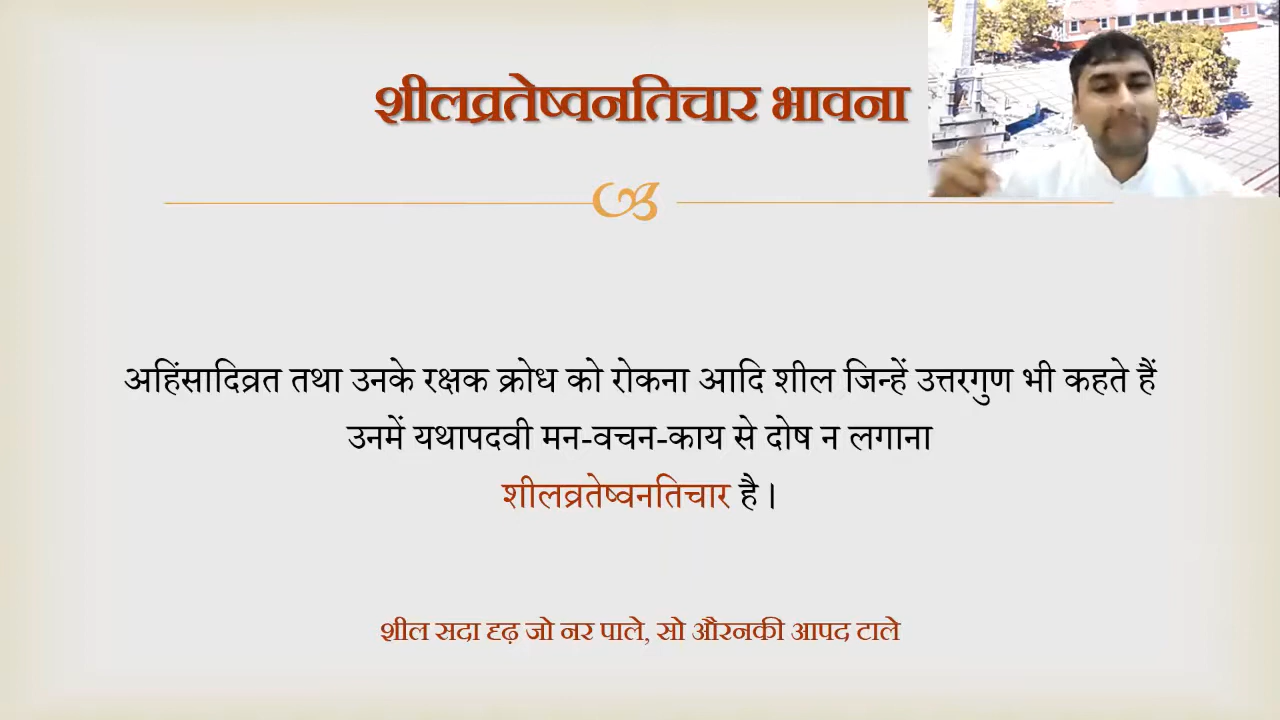 शीलव्रतेष्वनतिचार भावना
अहिंसादिव्रत तथा उनके रक्षक क्रोध को रोकना आदि शील जिन्हें उत्तरगुण भी कहते हैं
उनमें यथापदवी मन-वचन-काय से दोष न लगाना
शीलव्रतेष्वनतिचार है ।
शील सदा दृढ़ जो नर पाले, सो औरनकी आपद टाले